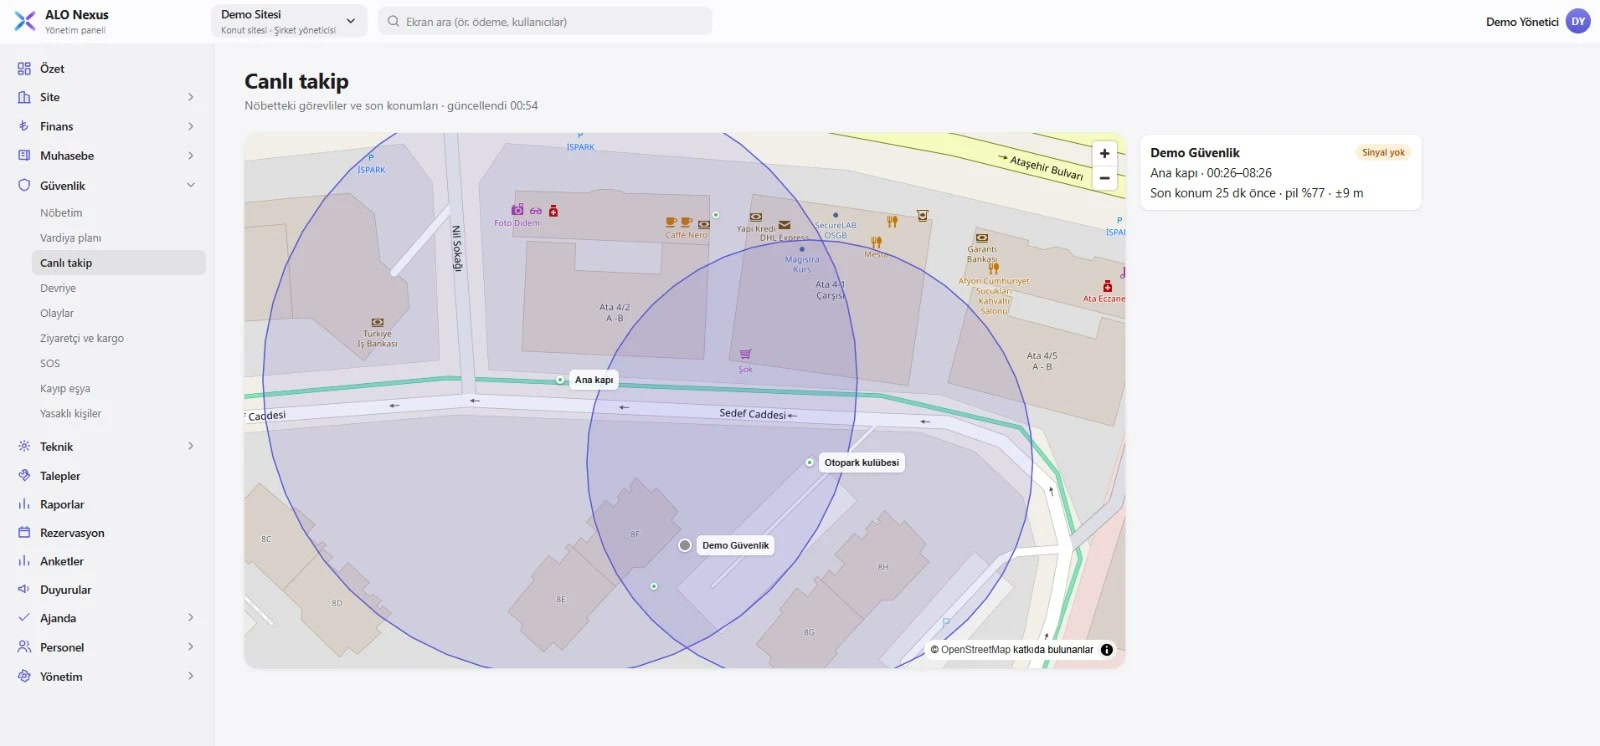 ALO Nexus
Yönetim paneli
Demo Sitesi
Konut sitesi · Şirket yöneticisi
Ekran ara (ör. ödeme, kullanıcılar)
Demo Yönetici
DY
Özet
Site
Finans
Muhasebe
Güvenlik
Nöbetim
Vardiya planı
Canlı takip
Devriye
Olaylar
Ziyaretçi ve kargo
SOS
Kayıp eşya
Yasaklı kişiler
Teknik
Talepler
Raporlar
Rezervasyon
Anketler
Duyurular
Ajanda
Personel
Yönetim
Canlı takip
Nöbetteki görevliler ve son konumları · güncellendi 00:54
P
İSPARK
P
İSPARK
Ataşehir Bulvarı
+
−
Foto Didem
Caffe Nero
Yapı Kredi
DHL Express
SecureLAB
OSGB
Magistra
Kurs
Garanti
Bankası
P
Nil Sokağı
Ata 4/2
A -B
Ata 4-1
Çarşısı
Afyon Cumhuriyet
Sucukları
Kahvaltı
Salonu
Ata Eczane
Türkiye
İş Bankası
Şok
Ata 4/5
A - B
Ana kapı
Caddesi
Sedef Caddesi
Otopark kulübesi
8C
8F
Demo Güvenlik
8D
8E
8H
8G
P
© OpenStreetMap katkıda bulunanlar
Demo Güvenlik
Sinyal yok
Ana kapı · 00:26–08:26
Son konum 25 dk önce · pil %77 · ±9 m